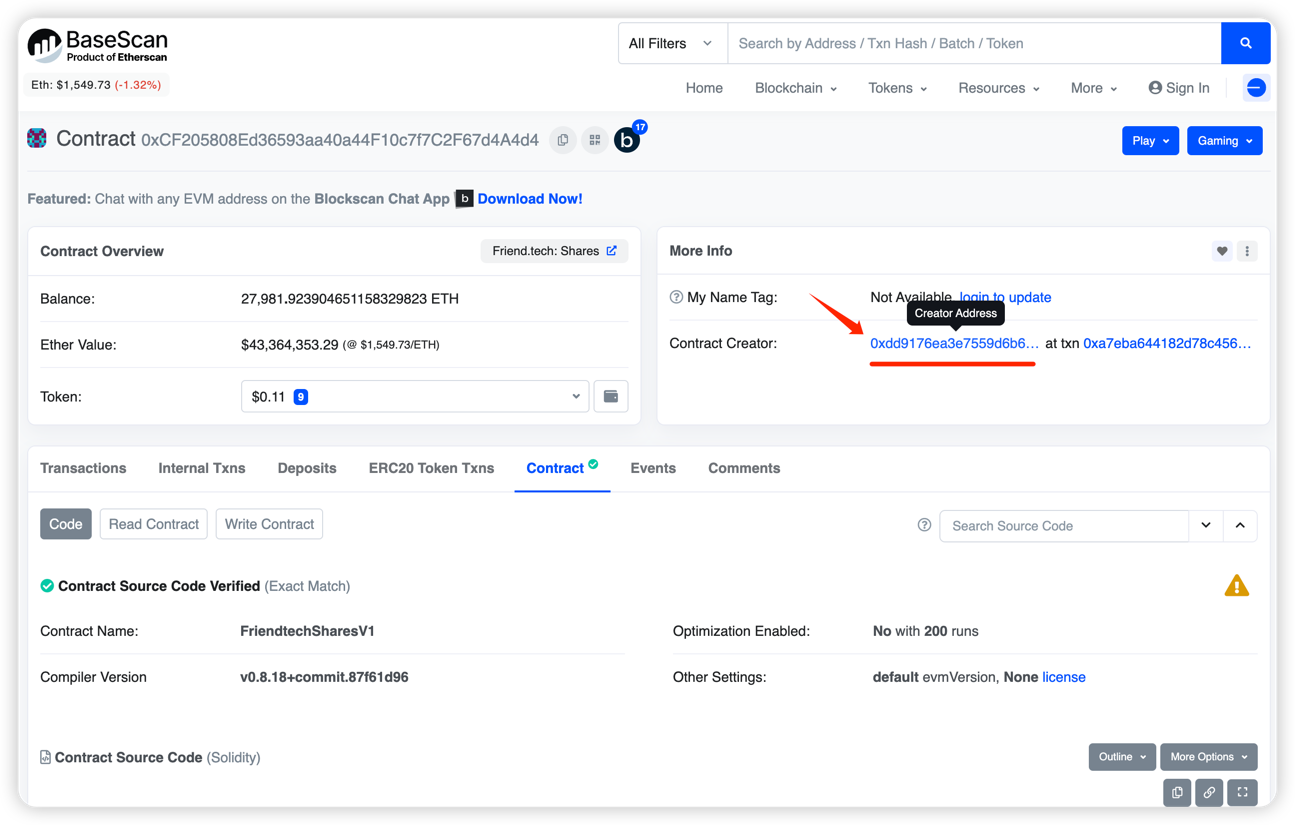 BaseScan
Product of Etherscan
All Filters
Search by Address / Txn Hash / Batch / Token
Eth: $1,549.73 (-1.32%)
Home Blockchain Tokens Resources More Sign In
Contract 0xCF205808Ed36593aa40a44F10c7f7C2F67d4A4d4 b 17
Play Gaming
Featured: Chat with any EVM address on the Blockscan Chat App b Download Now!
Contract Overview
Friend.tech: Shares
Balance: 27,981.923904651158329823 ETH
Ether Value: $43,364,353.29 (@ $1,549.73/ETH)
Token: $0.11 9
More Info
My Name Tag: Not Available, login to update
Creator Address
Contract Creator: 0xdd9176ea3e7559d6b6... at txn 0xa7eba644182d78c456...
Transactions Internal Txns Deposits ERC20 Token Txns Contract Events Comments
Code Read Contract Write Contract
Search Source Code
Contract Source Code Verified (Exact Match)
Contract Name: FriendtechSharesV1
Optimization Enabled: No with 200 runs
Compiler Version v0.8.18+commit.87f61d96
Other Settings: default evmVersion, None license
Contract Source Code (Solidity)
Outline More Options